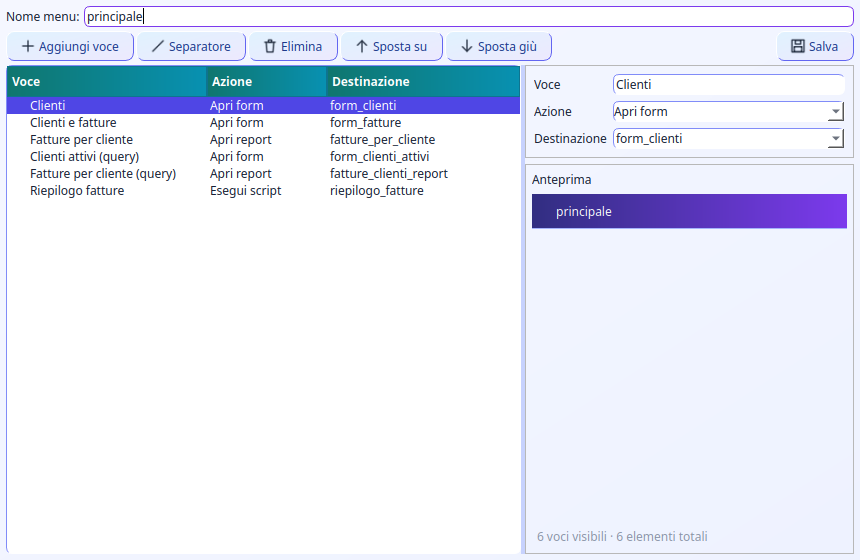 Nome menu: principale
Aggiungi voce Separatore Elimina Sposta su Sposta giù Salva
Voce Azione Destinazione
Clienti Apri form form_clienti
Clienti e fatture Apri form form_fatture
Fatture per cliente Apri report fatture_per_cliente
Clienti attivi (query) Apri form form_clienti_attivi
Fatture per cliente (query) Apri report fatture_clienti_report
Riepilogo fatture Esegui script riepilogo_fatture
Voce Clienti
Azione Apri form
Destinazione form_clienti
Anteprima
principale
6 voci visibili · 6 elementi totali